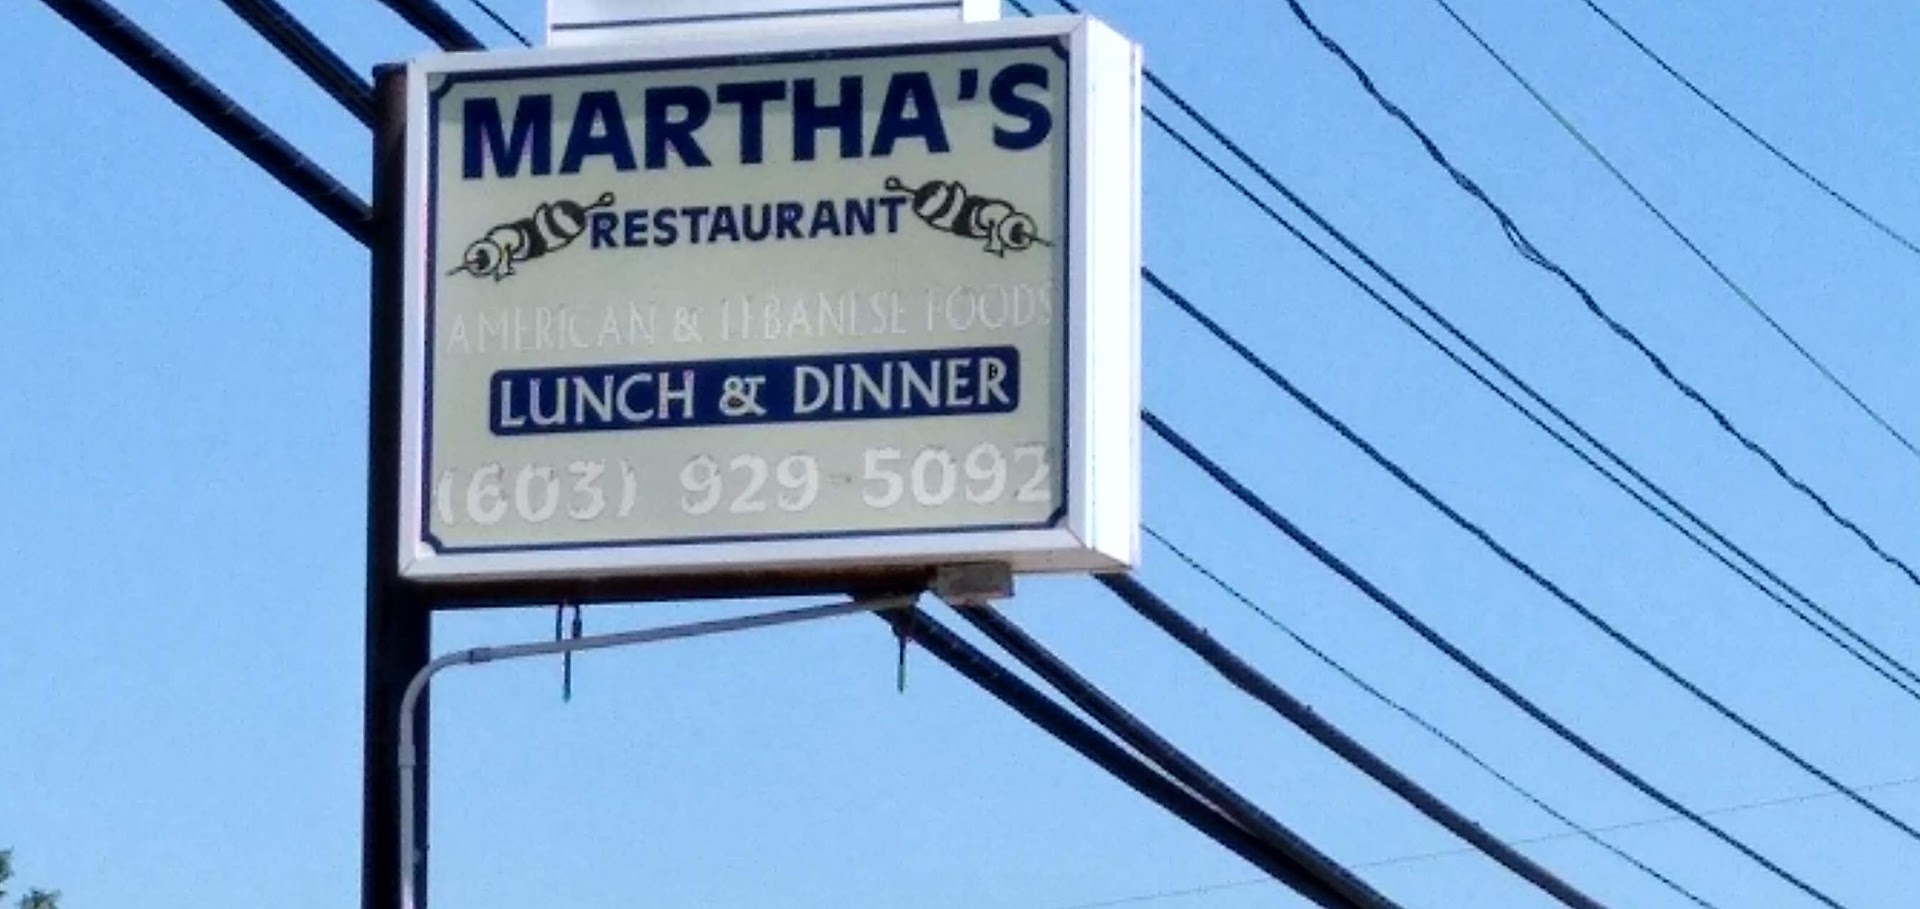 MARTHA'S
RESTAURANT
AMERICAN & LEBANESE FOODS
LUNCH & DINNER
(603) 929-5092